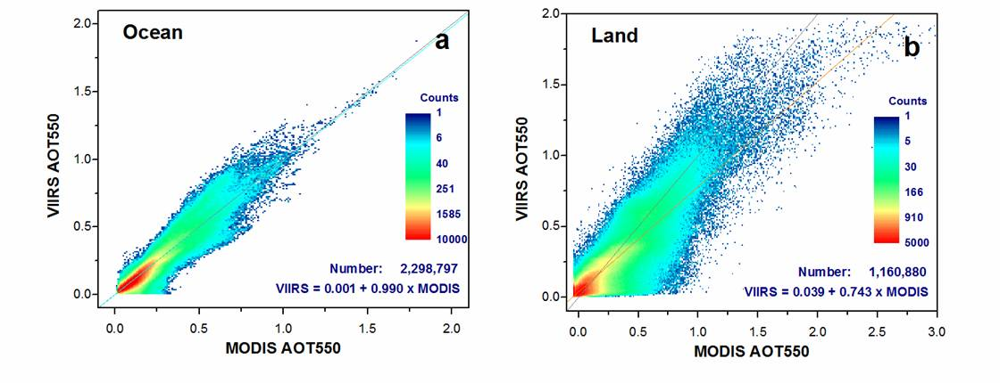 Ocean
a
2.0
1.5
1.0
0.5
0.0
VIIRS AOT550
Counts
1
6
40
251
1585
10000
Number: 2,298,797
VIIRS = 0.001 + 0.990 x MODIS
0.0 0.5 1.0 1.5 2.0
MODIS AOT550
Land
b
2.0
1.5
1.0
0.5
0.0
VIIRS AOT550
Counts
1
5
30
166
910
5000
Number: 1,160,880
VIIRS = 0.039 + 0.743 x MODIS
0.0 0.5 1.0 1.5 2.0 2.5 3.0
MODIS AOT550